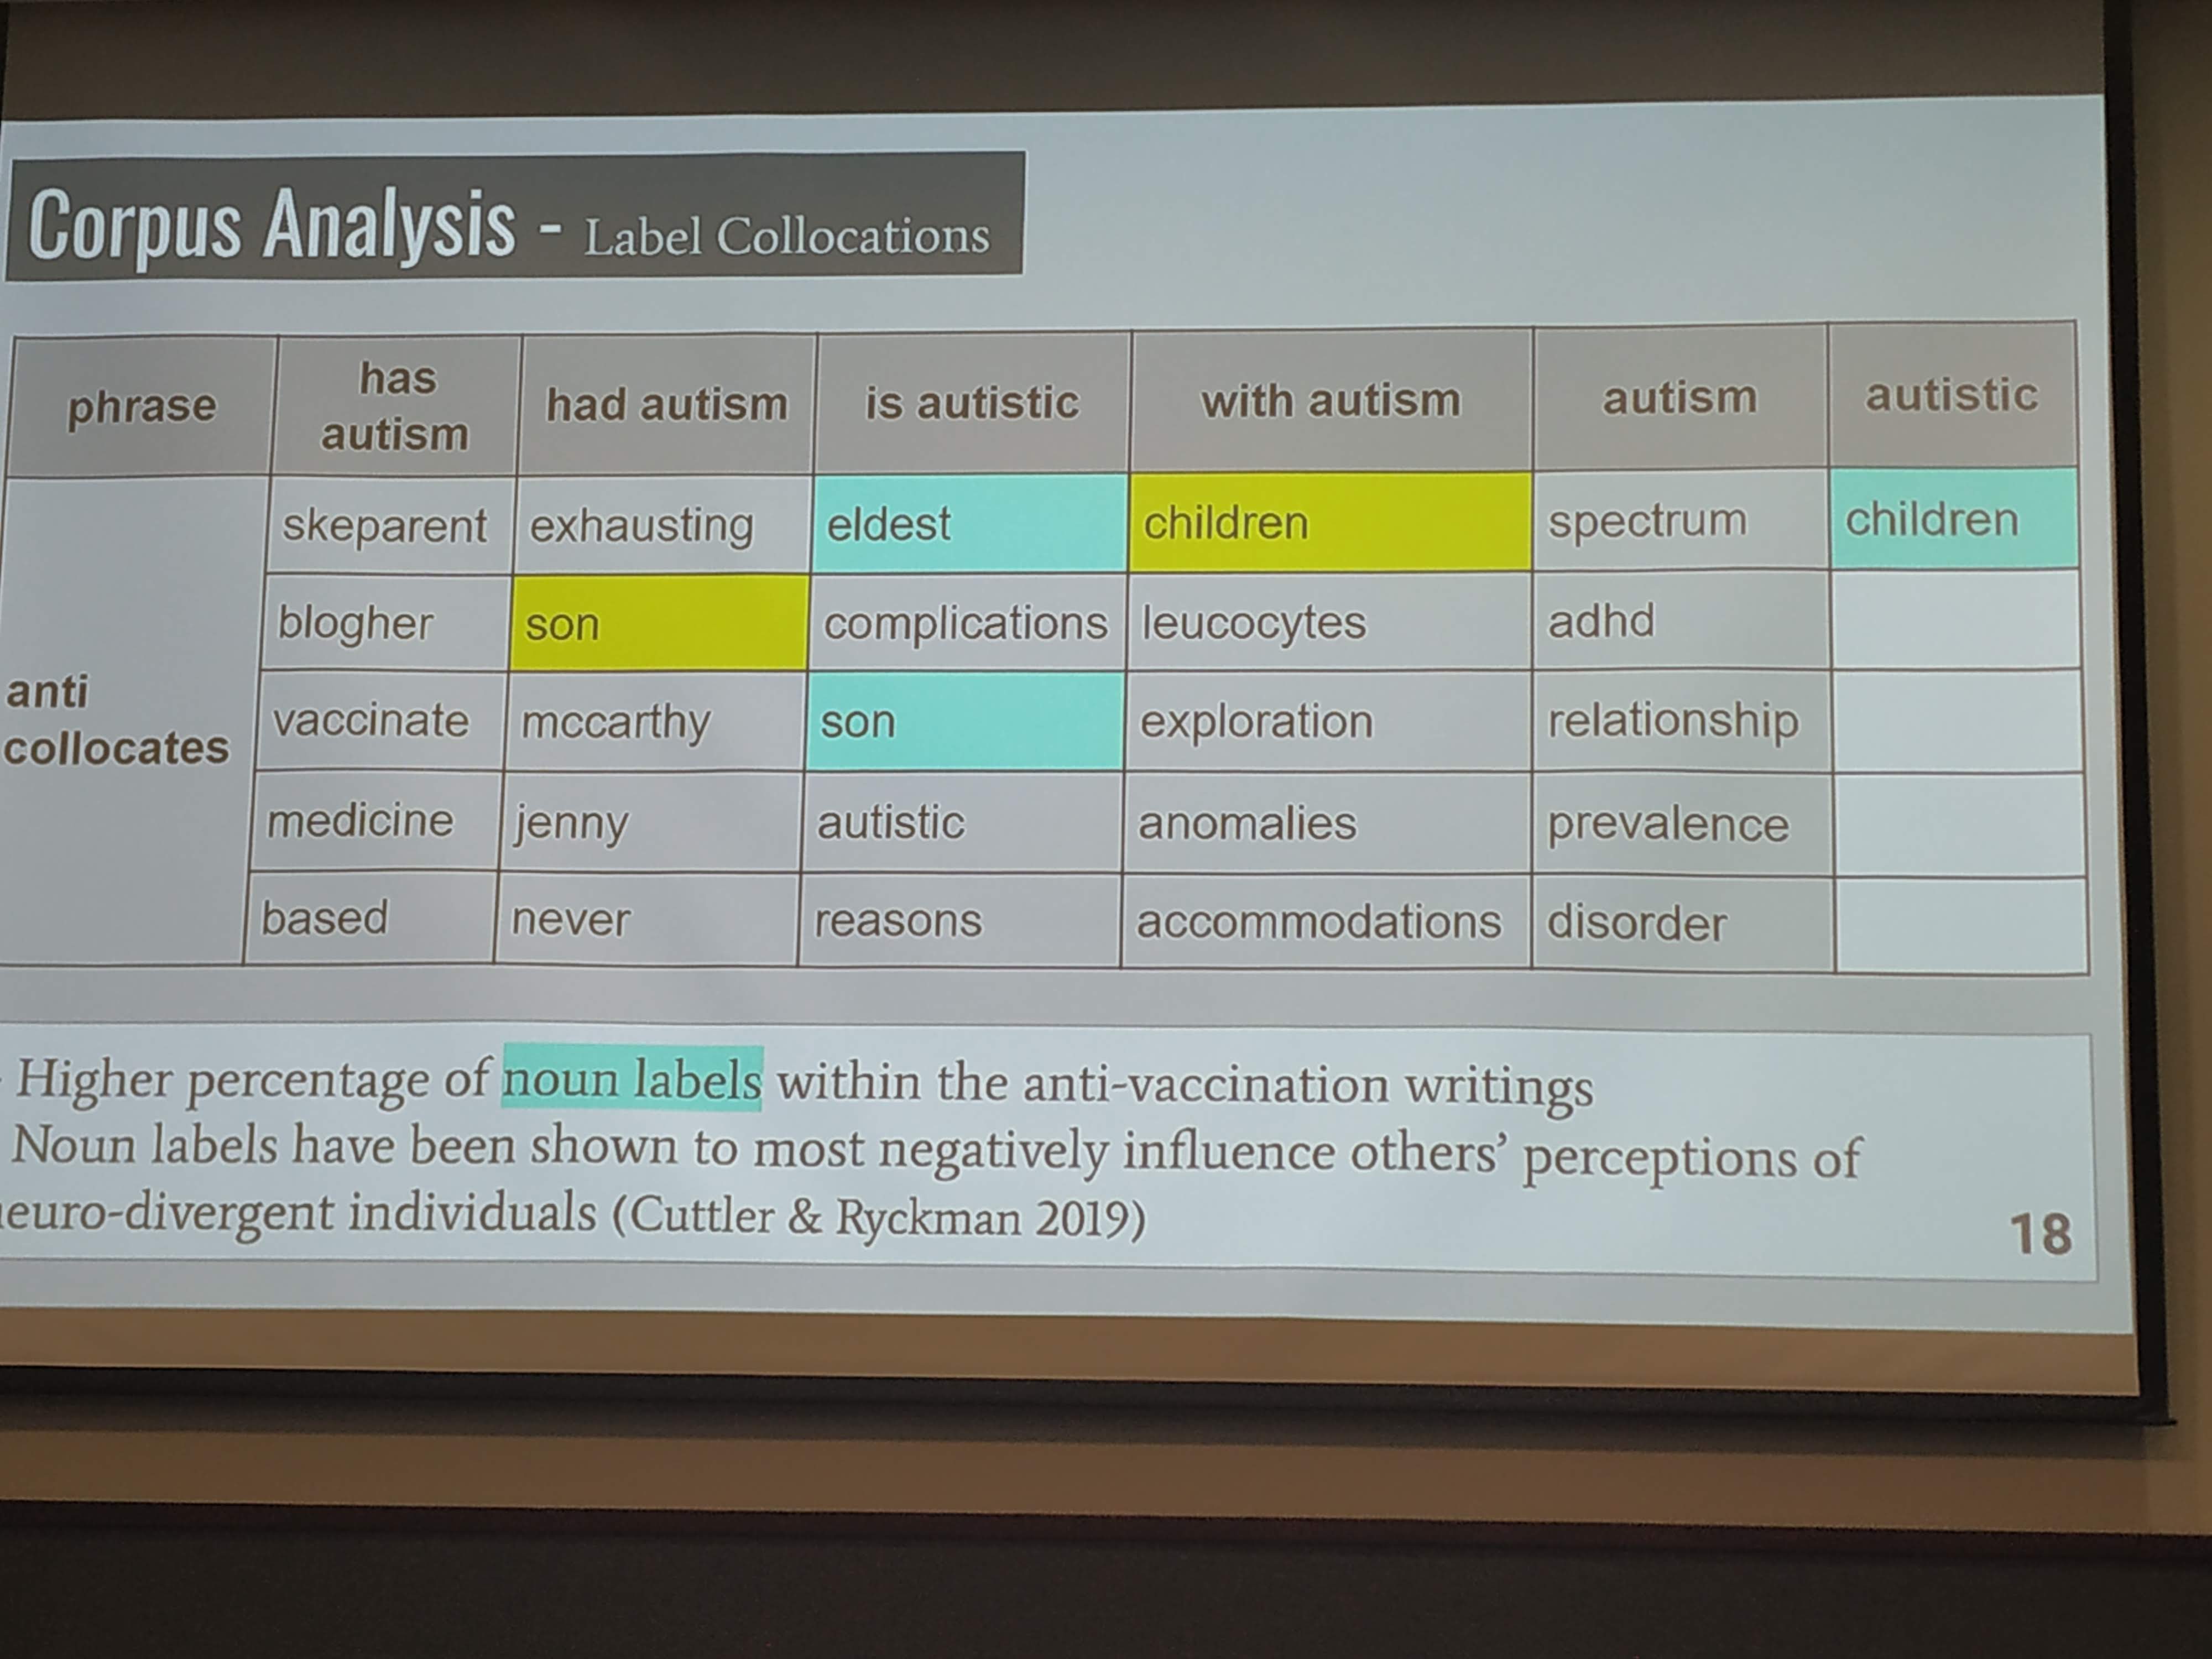 Corpus Analysis - Label Collocations
phrase has autism had autism is autistic with autism autism autistic
anti collocates
skeparent exhausting eldest children spectrum children
blogher son complications leucocytes adhd
vaccinate mccarthy son exploration relationship
medicine jenny autistic anomalies prevalence
based never reasons accommodations disorder
Higher percentage of noun labels within the anti-vaccination writings
Noun labels have been shown to most negatively influence others’ perceptions of
euro-divergent individuals (Cuttler & Ryckman 2019)
18